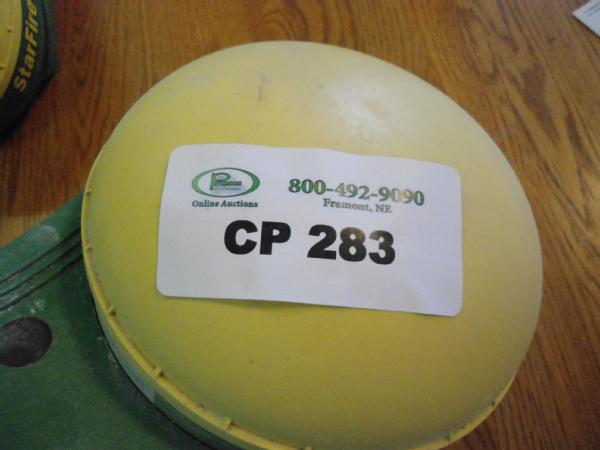 StarFire
Online Auctions
800-492-9090
Fremont, NE
CP 283